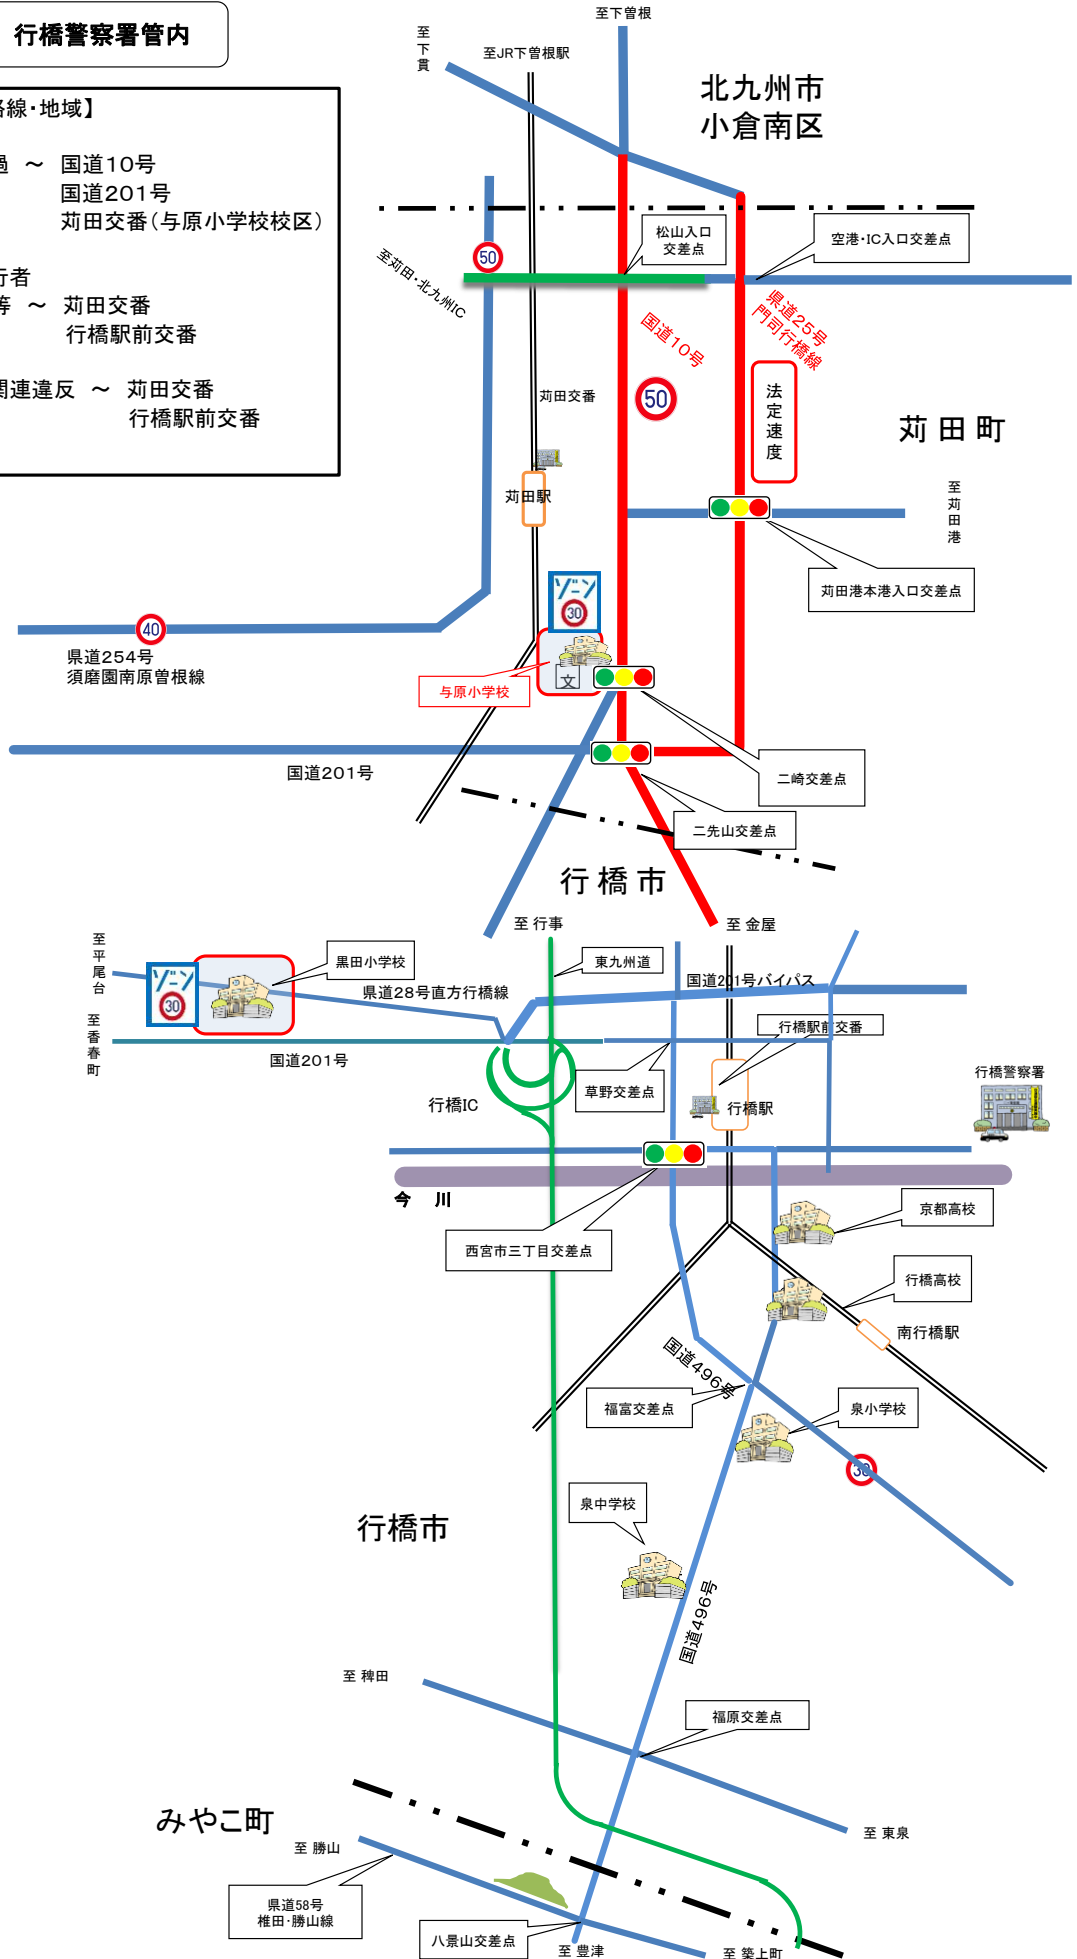 行橋警察署管内
路線・地域】
過 ～ 国道10号
国道201号
苅田交番(与原小学校校区)
行者
等 ～ 苅田交番
行橋駅前交番
関連違反 ～ 苅田交番
行橋駅前交番
至下曽根
至下貫
至JR下曽根駅
北九州市
小倉南区
松山入口
交差点
空港・IC入口交差点
50
至苅田・北九州IC
国道10号
県道25号
門司行橋線
50
法定速度
苅田交番
苅田町
苅田駅
至苅田港
苅田港本港入口交差点
ゾーン
30
40
県道254号
須磨園南原曽根線
文
与原小学校
国道201号
二崎交差点
二先山交差点
行橋市
至 行事
至 金屋
至平尾台
黒田小学校
東九州道
ゾーン
30
県道28号直方行橋線
国道201号バイパス
至香春町
国道201号
行橋駅前交番
行橋IC
草野交差点
行橋駅
行橋警察署
今 川
西宮市三丁目交差点
京都高校
行橋高校
南行橋駅
国道496号
福富交差点
泉小学校
30
泉中学校
行橋市
国道496号
至 稗田
福原交差点
みやこ町
至 東泉
至 勝山
県道58号
椎田・勝山線
八景山交差点
至 豊津
至 築上町